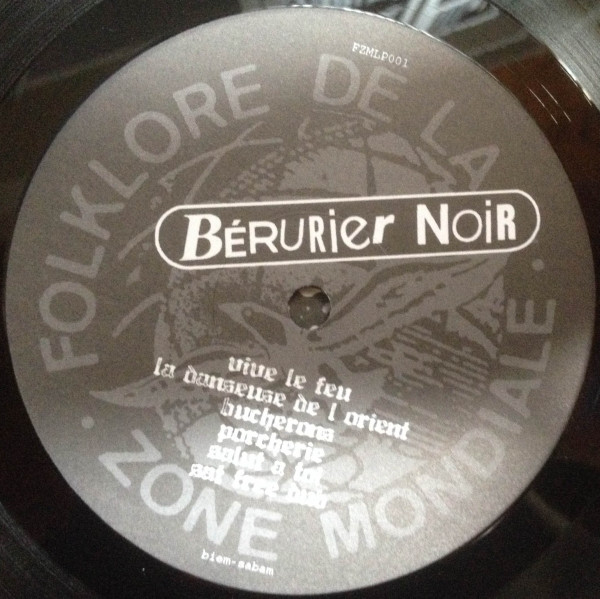 FZMLP001
FOLKLORE DE LA
BÉRURIER NOIR
vive le feu
la danseuse de l orient
bucherons
porcherie
salut a toi
ZONE MONDIALE
biem-sabam